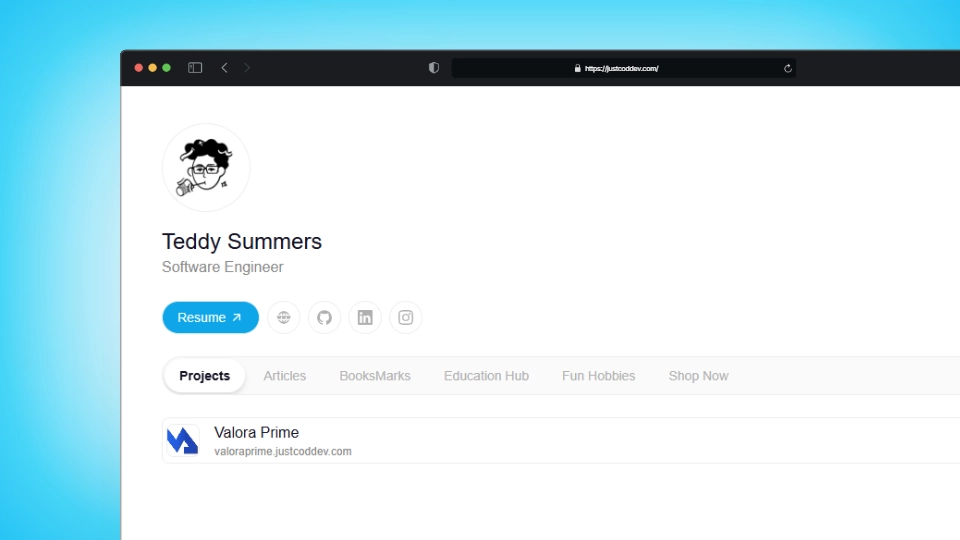 https://justcoddev.com/
Teddy Summers
Software Engineer
Resume
Projects Articles BooksMarks Education Hub Fun Hobbies Shop Now
Valora Prime
valoraprime.justcoddev.com